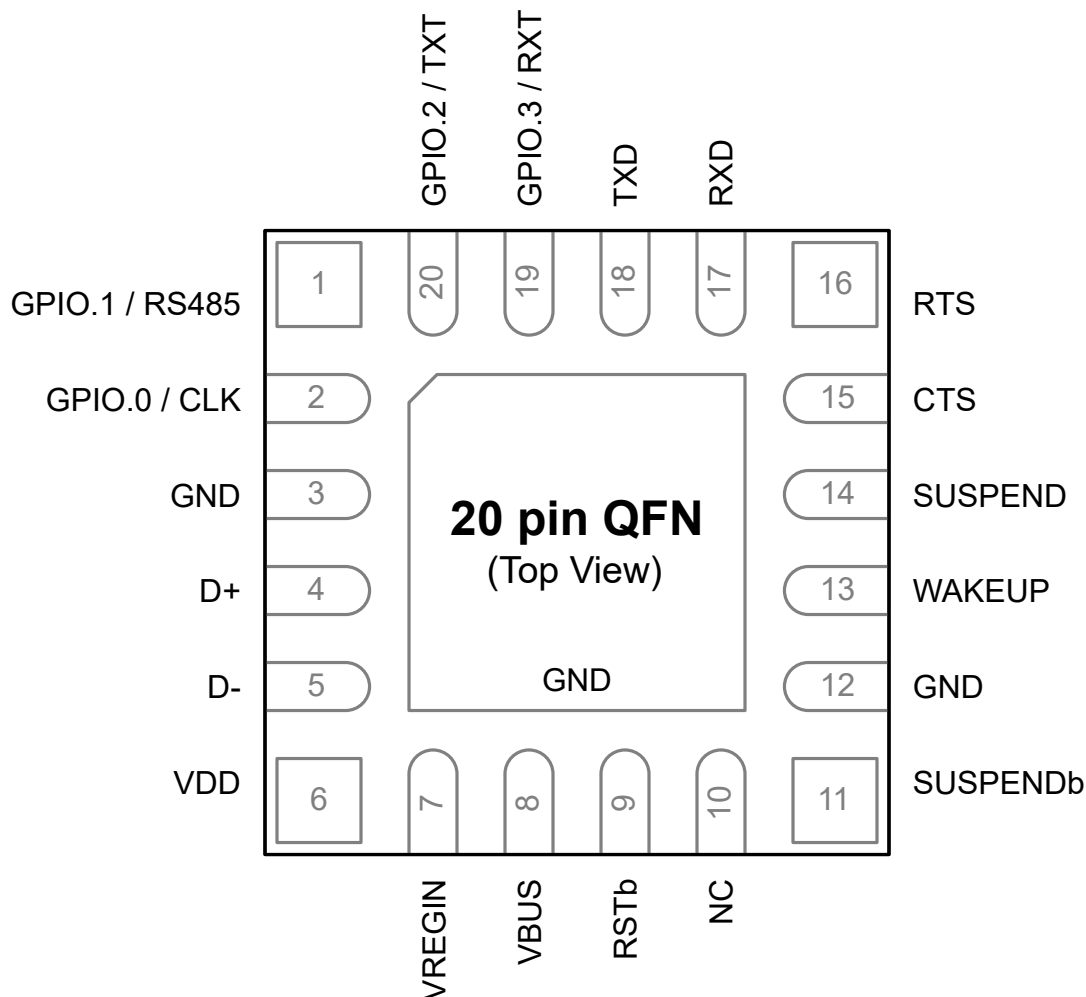 GPIO.2 / TXT
GPIO.3 / RXT
TXD
RXD
1
20
19
18
17
16
GPIO.1 / RS485
RTS
GPIO.0 / CLK
2
15
CTS
GND
3
14
SUSPEND
20 pin QFN
(Top View)
D+
4
13
WAKEUP
D-
5
GND
12
GND
VDD
6
7
8
9
10
11
SUSPENDb
VREGIN
VBUS
RSTb
NC